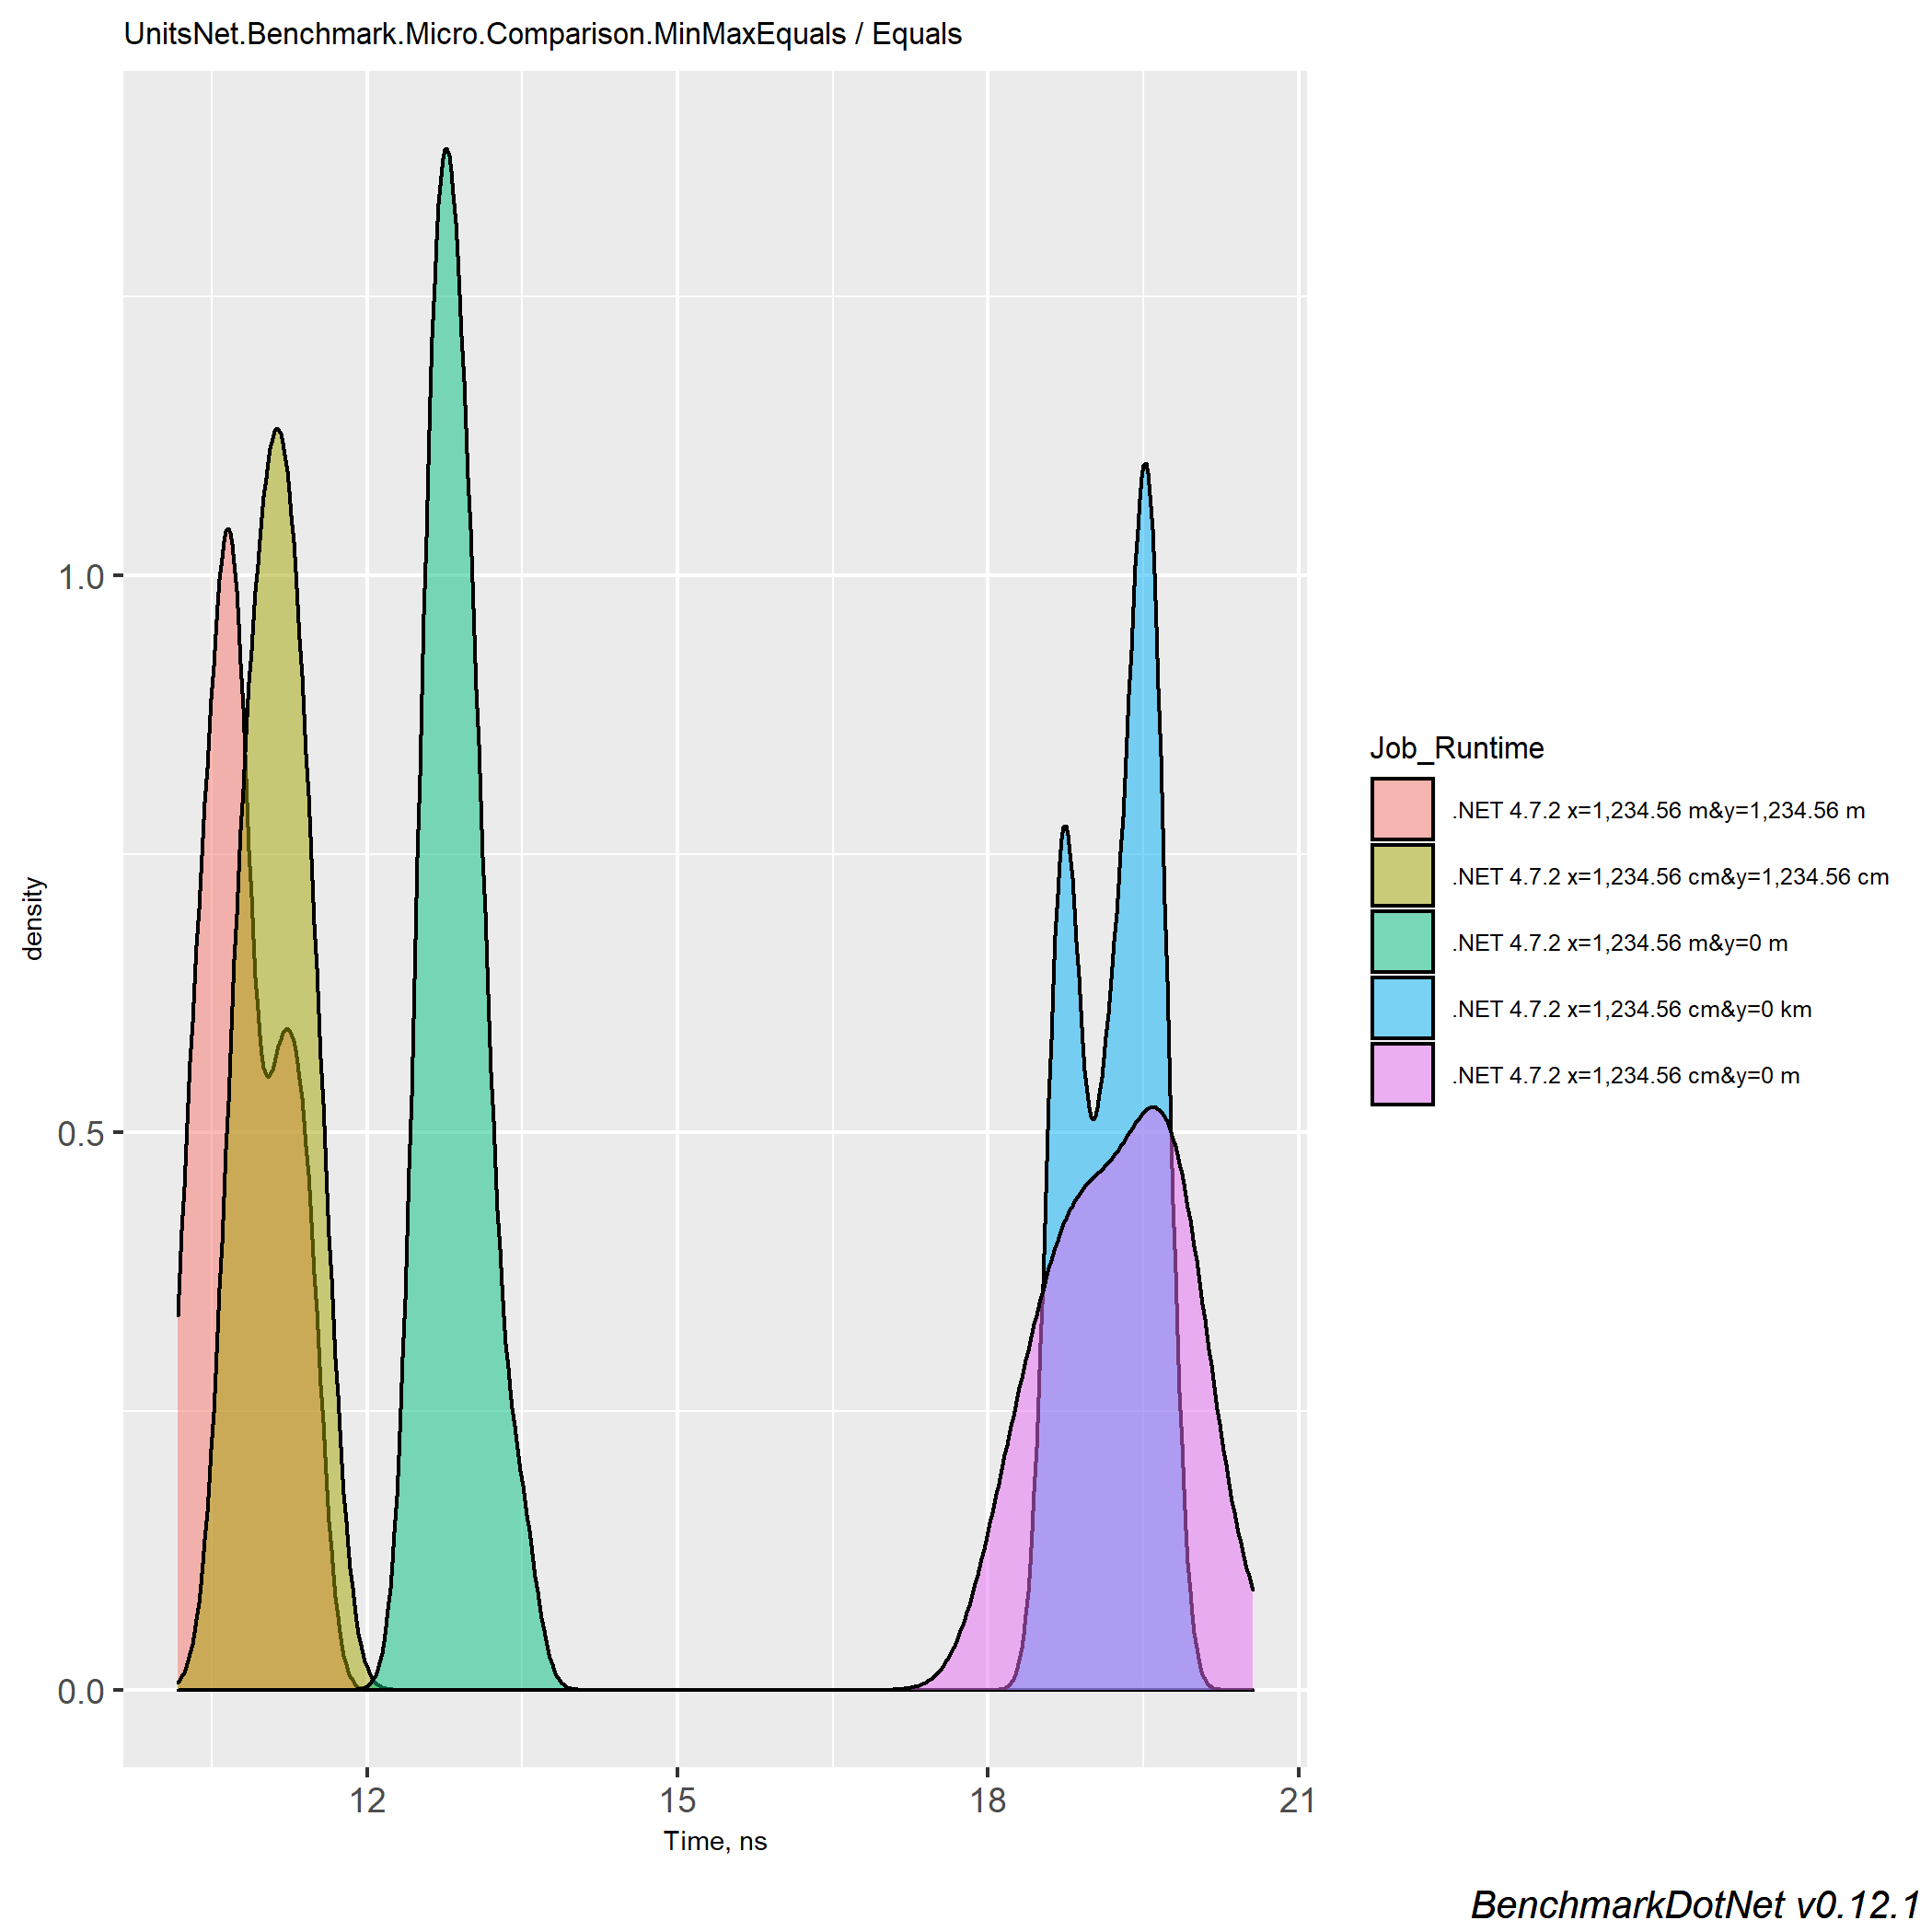 UnitsNet.Benchmark.Micro.Comparison.MinMaxEquals / Equals
1.0
0.5
0.0
density
12 15 18 21
Time, ns
Job_Runtime
.NET 4.7.2 x=1,234.56 m&y=1,234.56 m
.NET 4.7.2 x=1,234.56 cm&y=1,234.56 cm
.NET 4.7.2 x=1,234.56 m&y=0 m
.NET 4.7.2 x=1,234.56 cm&y=0 km
.NET 4.7.2 x=1,234.56 cm&y=0 m
BenchmarkDotNet v0.12.1